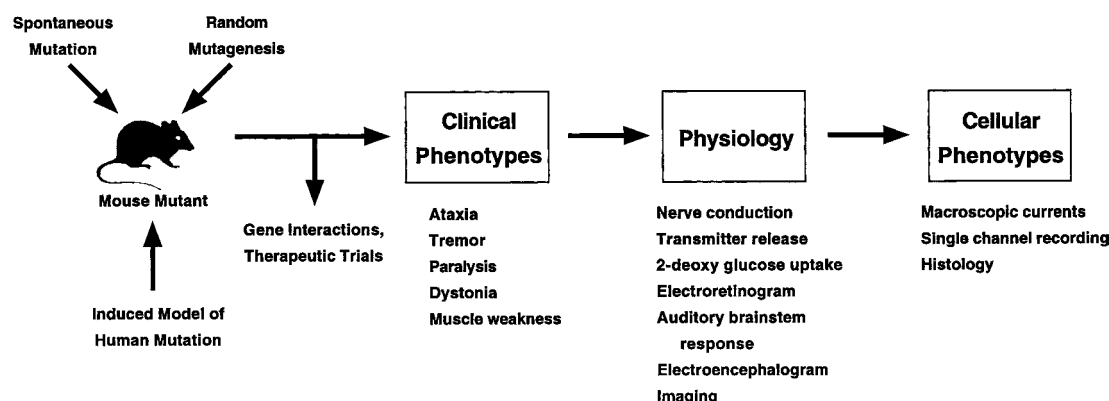 Spontaneous
Mutation
Random
Mutagenesis
Mouse Mutant
Induced Model of
Human Mutation
Gene Interactions,
Therapeutic Trials
Clinical
Phenotypes
Ataxia
Tremor
Paralysis
Dystonia
Muscle weakness
Physiology
Nerve conduction
Transmitter release
2-deoxy glucose uptake
Electroretinogram
Auditory brainstem
response
Electroencephalogram
Imaging
Cellular
Phenotypes
Macroscopic currents
Single channel recording
Histology